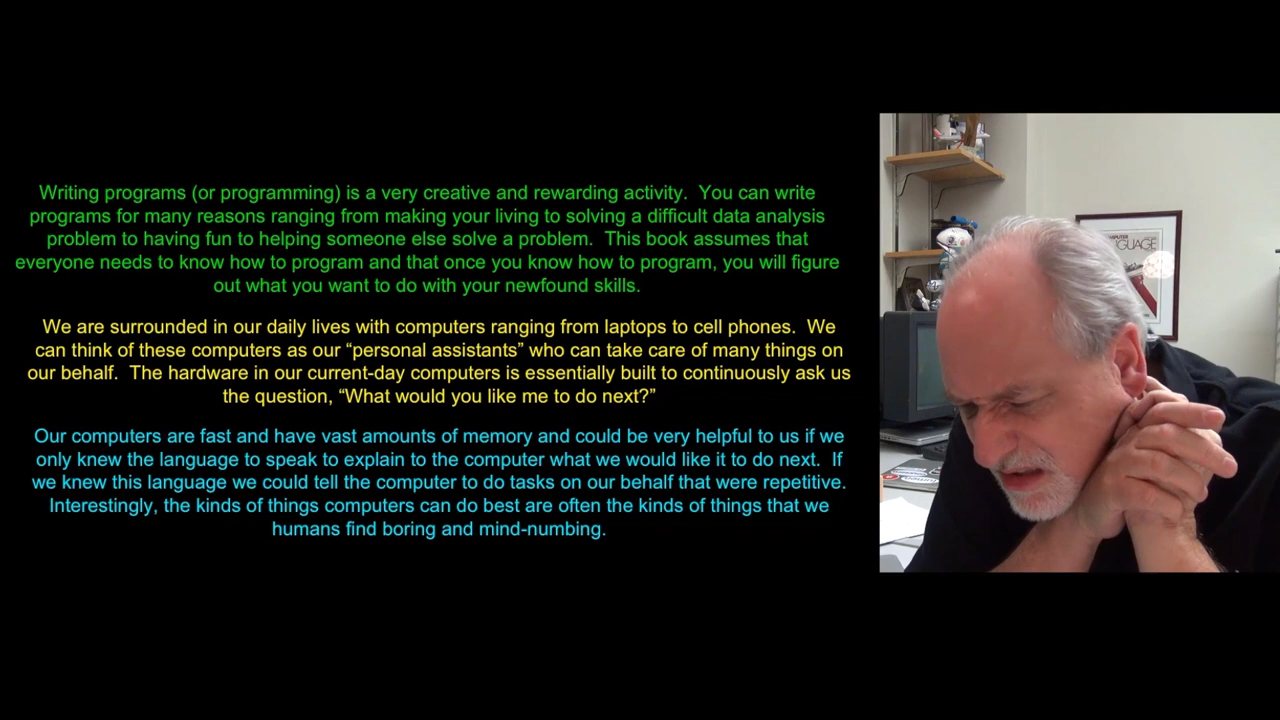 Writing programs (or programming) is a very creative and rewarding activity.  You can write
programs for many reasons ranging from making your living to solving a difficult data analysis
problem to having fun to helping someone else solve a problem.  This book assumes that
everyone needs to know how to program and that once you know how to program, you will figure
out what you want to do with your newfound skills.
We are surrounded in our daily lives with computers ranging from laptops to cell phones.  We
can think of these computers as our “personal assistants” who can take care of many things on
our behalf.  The hardware in our current-day computers is essentially built to continuously ask us
the question, “What would you like me to do next?”
Our computers are fast and have vast amounts of memory and could be very helpful to us if we
only knew the language to speak to explain to the computer what we would like it to do next.  If
we knew this language we could tell the computer to do tasks on our behalf that were repetitive.
Interestingly, the kinds of things computers can do best are often the kinds of things that we
humans find boring and mind-numbing.